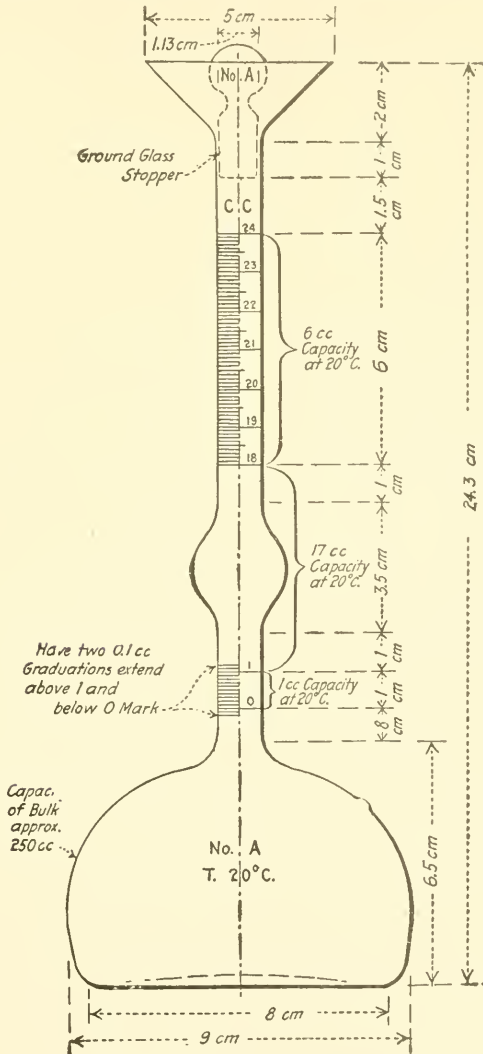 5 cm
1.13 cm
No. A
2 cm
Ground Glass
Stopper
1
cm
C C
1.5 cm
24
23
22
21
20
19
18
6 cc
Capacity
at 20°C.
6 cm
24.3 cm
1
cm
17 cc
Capacity
at 20°C.
3.5 cm
Have two 0.1 cc
Graduations extend
above 1 and
below 0 Mark
1
1
cm
1 cc Capacity
at 20°C.
1
cm
0
8
cm
Capac.
of Bulk
approx.
250 cc
No. A
T. 20°C.
6.5 cm
8 cm
9 cm